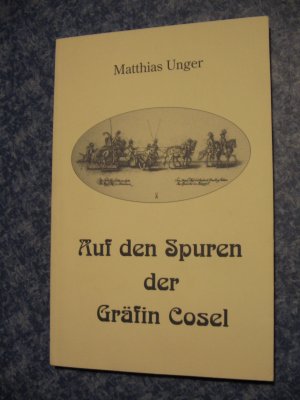 Matthias Unger
Auf den Spuren
der
Gräfin Cosel